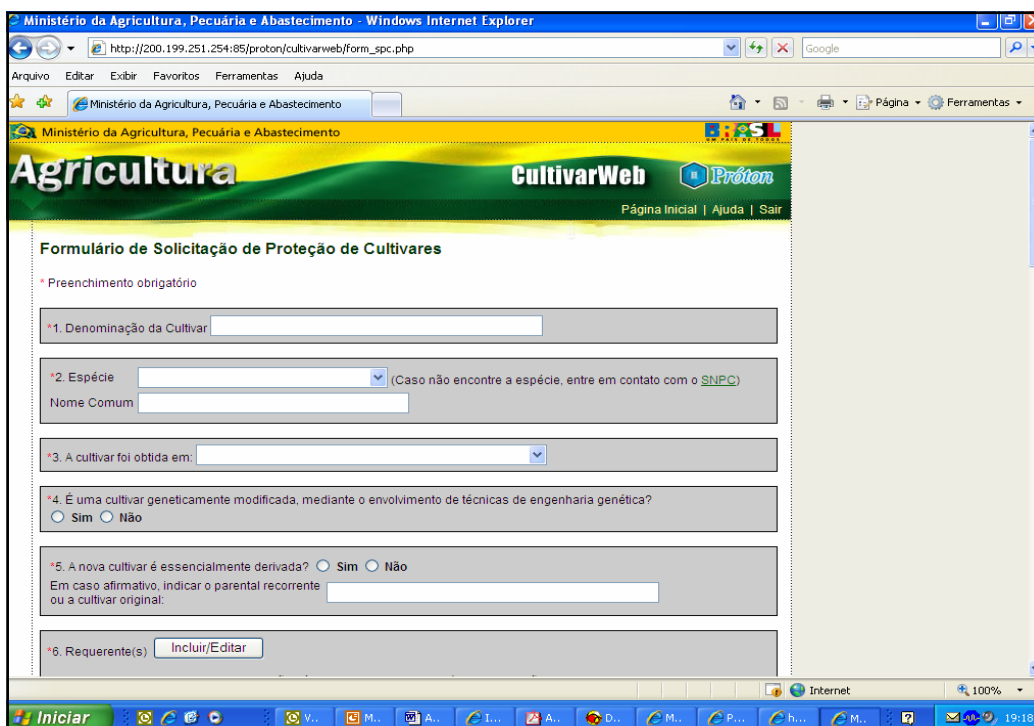 Ministério da Agricultura, Pecuária e Abastecimento - Windows Internet Explorer
http://200.199.251.254:85/proton/cultivarweb/form_spc.php
Google
Arquivo Editar Exibir Favoritos Ferramentas Ajuda
Ministério da Agricultura, Pecuária e Abastecimento
Página Ferramentas
Ministério da Agricultura, Pecuária e Abastecimento
BRASIL
UM PAÍS DE TODOS
Agricultura
CultivarWeb Próton
Página Inicial | Ajuda | Sair
Formulário de Solicitação de Proteção de Cultivares
* Preenchimento obrigatório
*1. Denominação da Cultivar
*2. Espécie (Caso não encontre a espécie, entre em contato com o SNPC)
Nome Comum
*3. A cultivar foi obtida em:
*4. É uma cultivar geneticamente modificada, mediante o envolvimento de técnicas de engenharia genética?
Sim Não
*5. A nova cultivar é essencialmente derivada? Sim Não
Em caso afirmativo, indicar o parental recorrente
ou a cultivar original:
*6. Requerente(s) Incluir/Editar
Internet 100%
Iniciar V... M... A... I... A... D... M... P... h... M... 19:18